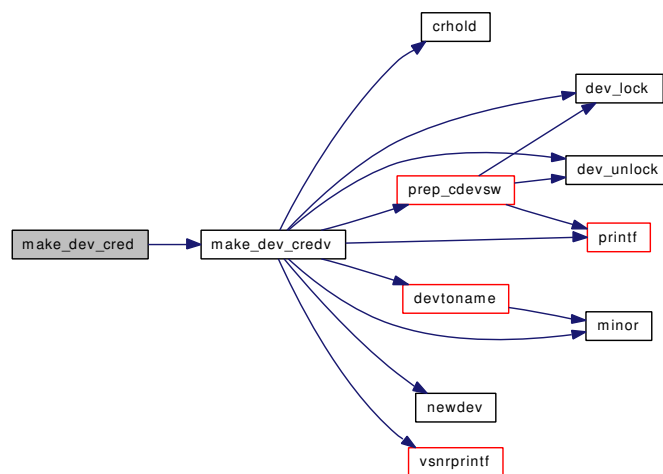 crhold
dev_lock
dev_unlock
prep_cdevsw
printf
make_dev_cred
make_dev_credv
devtoname
minor
newdev
vsnrprintf